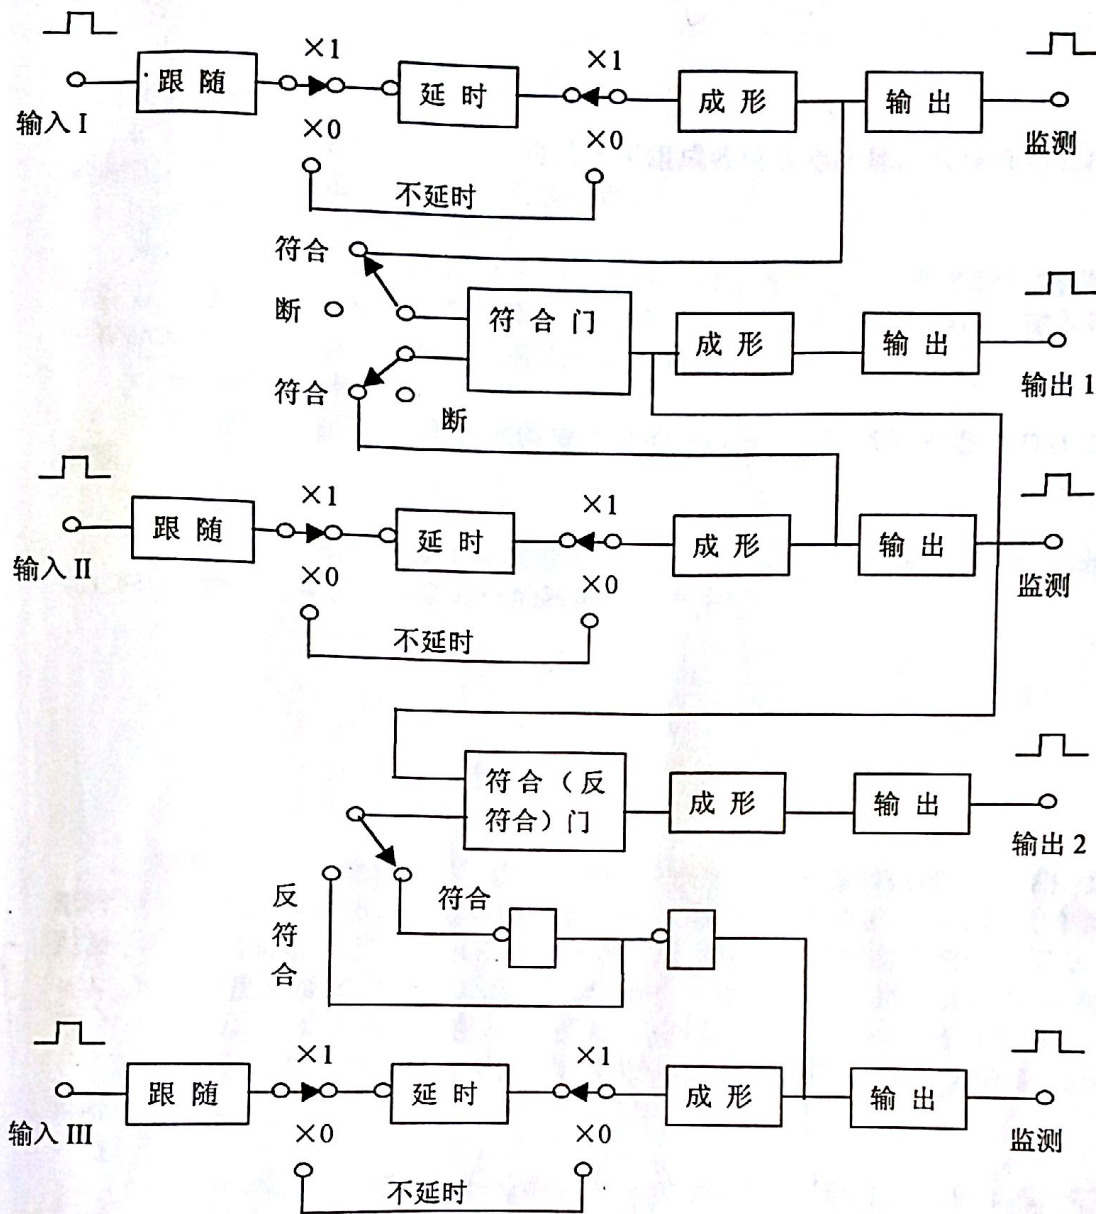 ×1
×1
跟随
延时
成形
输出
输入 I
×0
×0
监测
不延时
符合
断
符合门
成形
输出
符合
断
输出 1
×1
×1
跟随
延时
成形
输出
输入 II
×0
×0
监测
不延时
符合（反
符合）门
成形
输出
输出 2
反
符
合
符合
×1
×1
跟随
延时
成形
输出
输入 III
×0
×0
监测
不延时